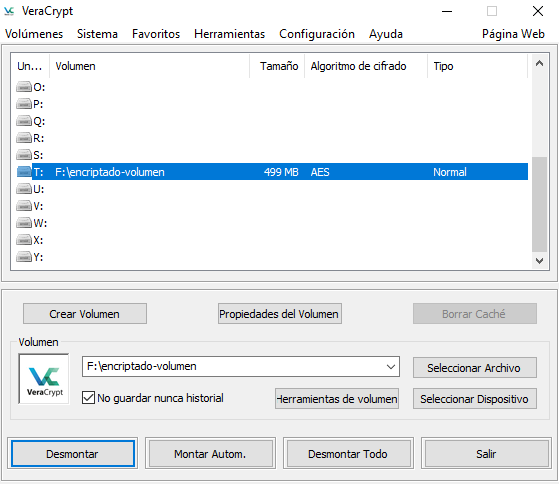 VeraCrypt
Volúmenes Sistema Favoritos Herramientas Configuración Ayuda Página Web
Un... Volumen Tamaño Algoritmo de cifrado Tipo
O:
P:
Q:
R:
S:
T: F:\encriptado-volumen 499 MB AES Normal
U:
V:
W:
X:
Y:
Crear Volumen Propiedades del Volumen Borrar Caché
Volumen
VeraCrypt
F:\encriptado-volumen Seleccionar Archivo
No guardar nunca historial Herramientas de volumen Seleccionar Dispositivo
Desmontar Montar Autom. Desmontar Todo Salir